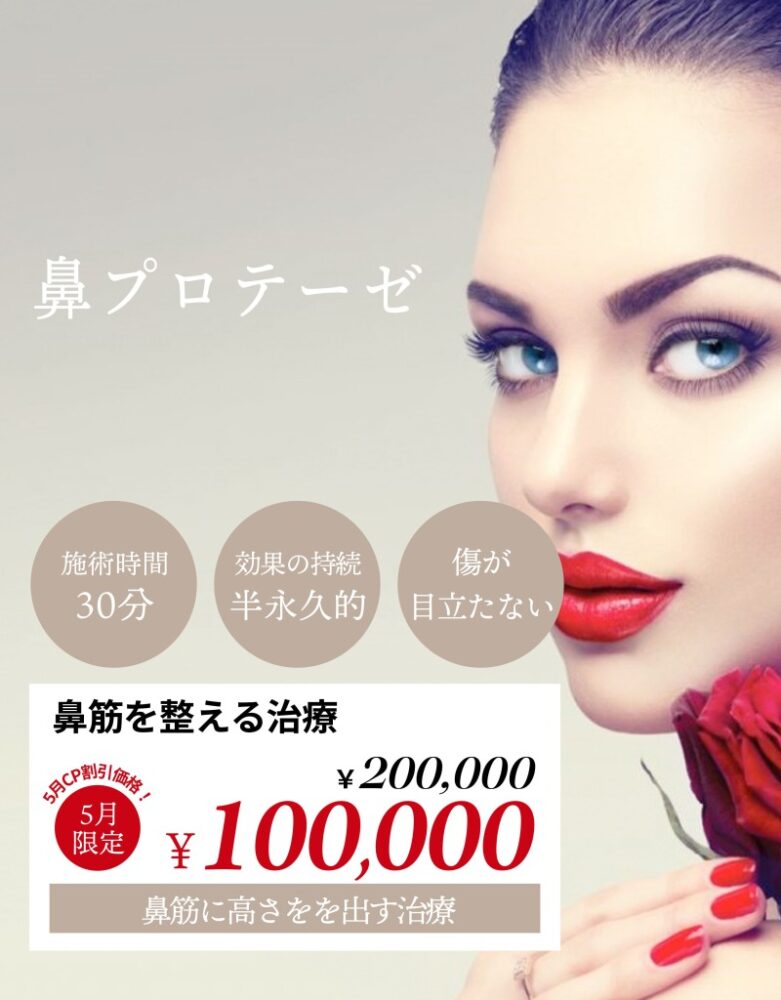 鼻プロテーゼ
施術時間
30分
効果の持続
半永久的
傷が
目立たない
鼻筋を整える治療
5月CP割引価格！
5月
限定
¥200,000
¥100,000
鼻筋に高さをを出す治療